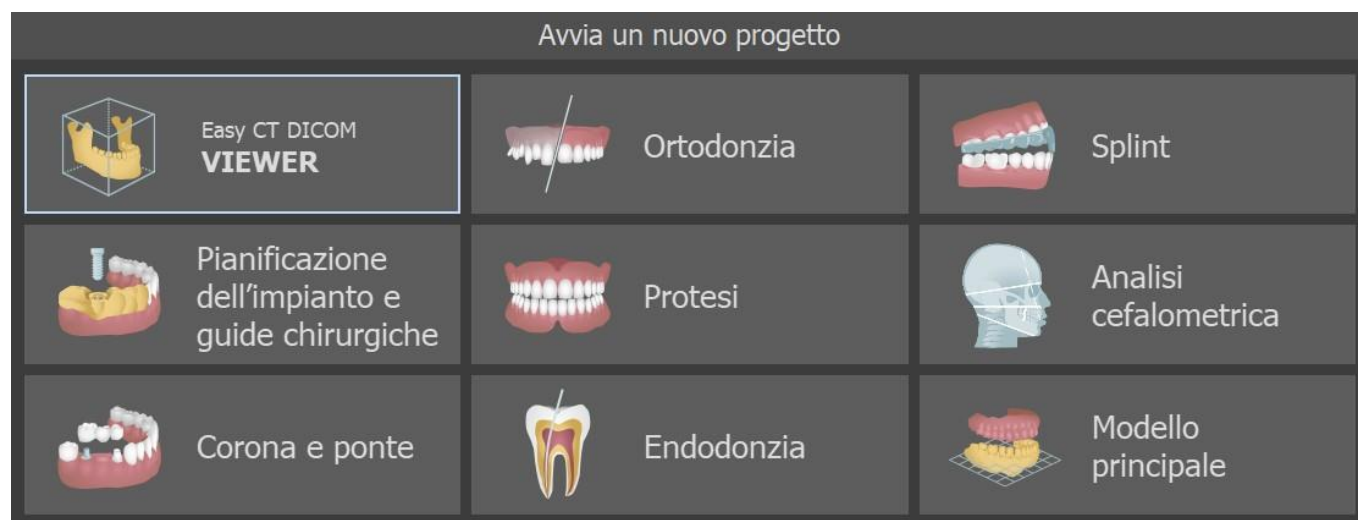 Avvia un nuovo progetto
Easy CT DICOM
VIEWER
Ortodonzia
Splint
Pianificazione
dell’impianto e
guide chirurgiche
Protesi
Analisi
cefalometrica
Corona e ponte
Endodonzia
Modello
principale